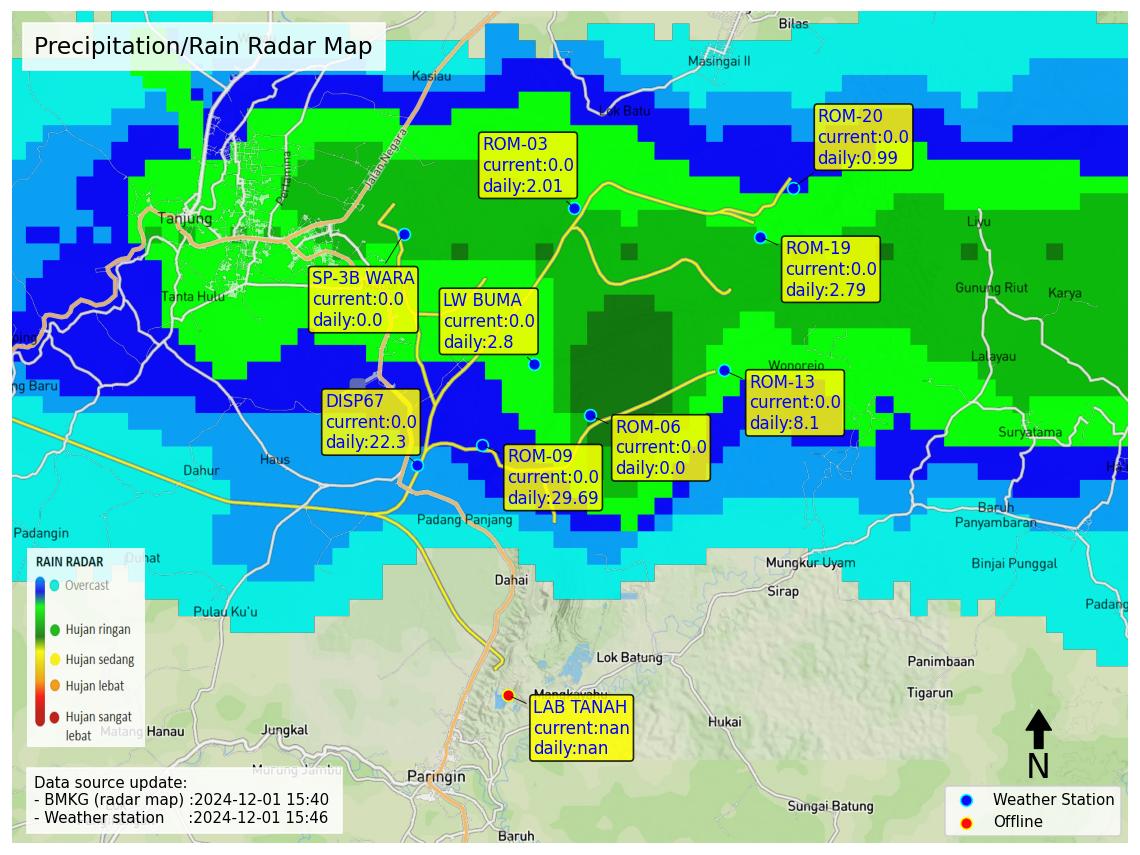 Precipitation/Rain Radar Map
Bilas
Masingai II
Kasiau
Lok Batu
ROM-20
current:0.0
daily:0.99
ROM-03
current:0.0
daily:2.01
Jalan Negara
Pertamina
Tanjung
Liyu
ROM-19
current:0.0
daily:2.79
SP-3B WARA
current:0.0
daily:0.0
LW BUMA
current:0.0
daily:2.8
Tanta Hulu
Gunung Riut
Karya
ping
Lalayau
Wonorejo
ng Baru
ROM-13
current:0.0
daily:8.1
DISP67
current:0.0
daily:22.3
ROM-06
current:0.0
daily:0.0
Suryatama
ROM-09
current:0.0
daily:29.69
Haus
Dahur
Ha
Padang Panjang
Baruh
Panyambaran
Padangin
RAIN RADAR
Overcast
Hujan ringan
Hujan sedang
Hujan lebat
Hujan sangat
lebat
Mungkur Uyam
Binjai Punggal
Dahai
Sirap
Padang
Pulau Ku'u
Lok Batung
Panimbaan
Tigarun
LAB TANAH
current:nan
daily:nan
Hukai
Jungkal
Matang Hanau
Murung Jambu
Paringin
Sungai Batung
Baruh
Data source update:
- BMKG (radar map) :2024-12-01 15:40
- Weather station :2024-12-01 15:46
N
Weather Station
Offline